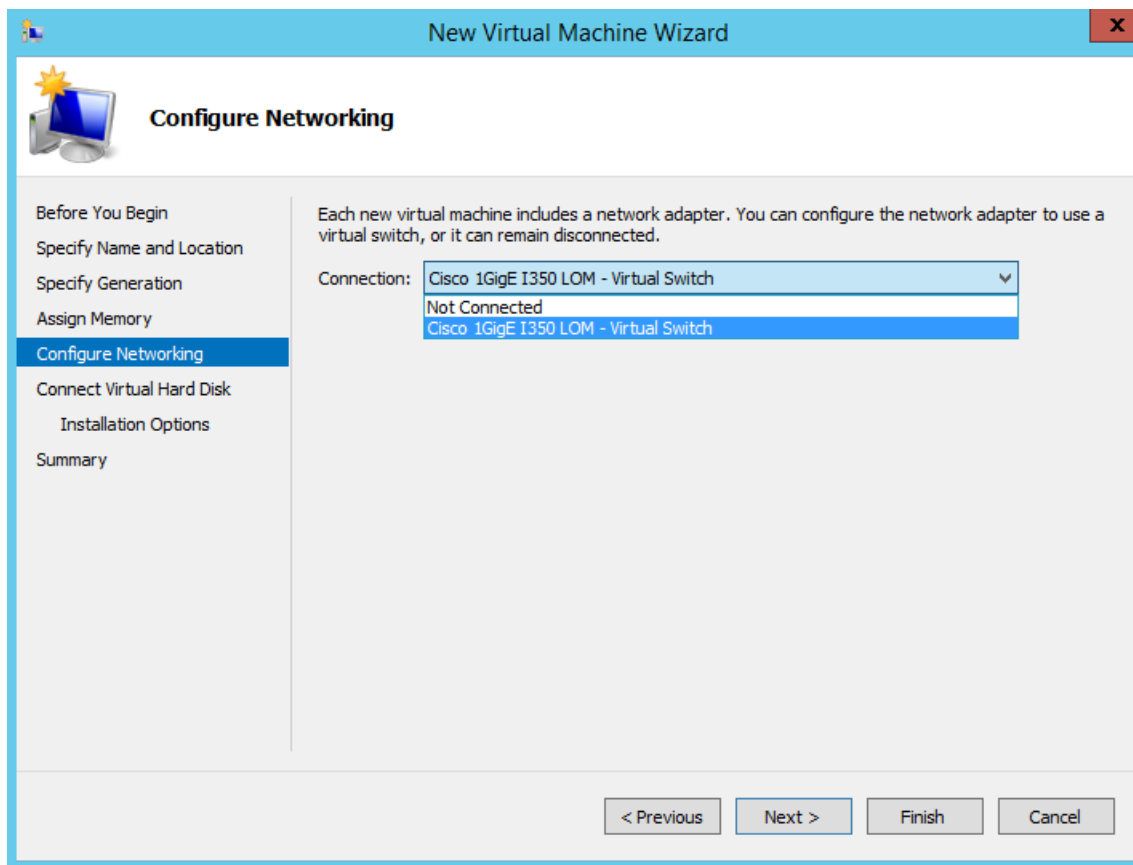 New Virtual Machine Wizard
x
Configure Networking
Before You Begin
Specify Name and Location
Specify Generation
Assign Memory
Configure Networking
Connect Virtual Hard Disk
Installation Options
Summary
Each new virtual machine includes a network adapter. You can configure the network adapter to use a
virtual switch, or it can remain disconnected.
Connection: Cisco 1GigE I350 LOM - Virtual Switch
Not Connected
Cisco 1GigE I350 LOM - Virtual Switch
< Previous Next > Finish Cancel